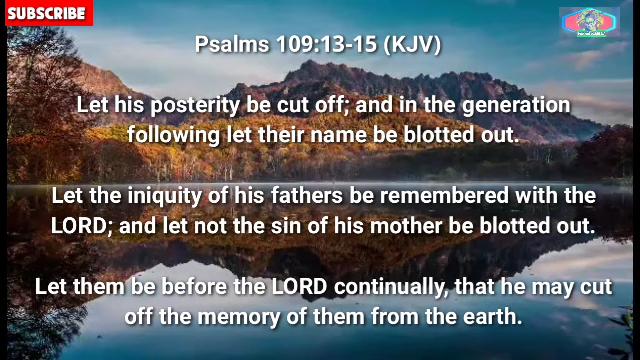 SUBSCRIBE
Psalms 109:13-15 (KJV)
Let his posterity be cut off; and in the generation
following let their name be blotted out.
Let the iniquity of his fathers be remembered with the
LORD; and let not the sin of his mother be blotted out.
Let them be before the LORD continually, that he may cut
off the memory of them from the earth.